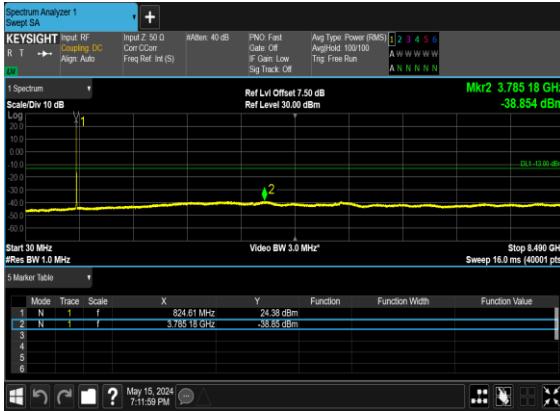 Spectrum Analyzer 1
Swept SA
+
KEYSIGHT
R T
LV
Input: RF
Coupling: DC
Align: Auto
Input Z: 50 Ω
Corr CCorr
Freq Ref: Int (S)
#Atten: 40 dB
PNO: Fast
Gate: Off
IF Gain: Low
Sig Track: Off
Avg Type: Power (RMS)
Avg|Hold: 100/100
Trig: Free Run
1 2 3 4 5 6
A W W W W W
A N N N N N
1 Spectrum
Scale/Div 10 dB
Log
Ref Lvl Offset 7.50 dB
Ref Level 30.00 dBm
Mkr2 3.785 18 GHz
-38.854 dBm
20.0
10.0
0.00
-10.0
-20.0
-30.0
-40.0
-50.0
-60.0
1
2
DL1 -13.00 dBm
Start 30 MHz
#Res BW 1.0 MHz
Video BW 3.0 MHz*
Stop 8.490 GHz
Sweep 16.0 ms (40001 pts)
5 Marker Table
Mode Trace Scale X Y Function Function Width Function Value
1 N 1 f 824.61 MHz 24.38 dBm
2 N 1 f 3.785 18 GHz -38.85 dBm
3
4
5
6
?
May 15, 2024
7:11:59 PM